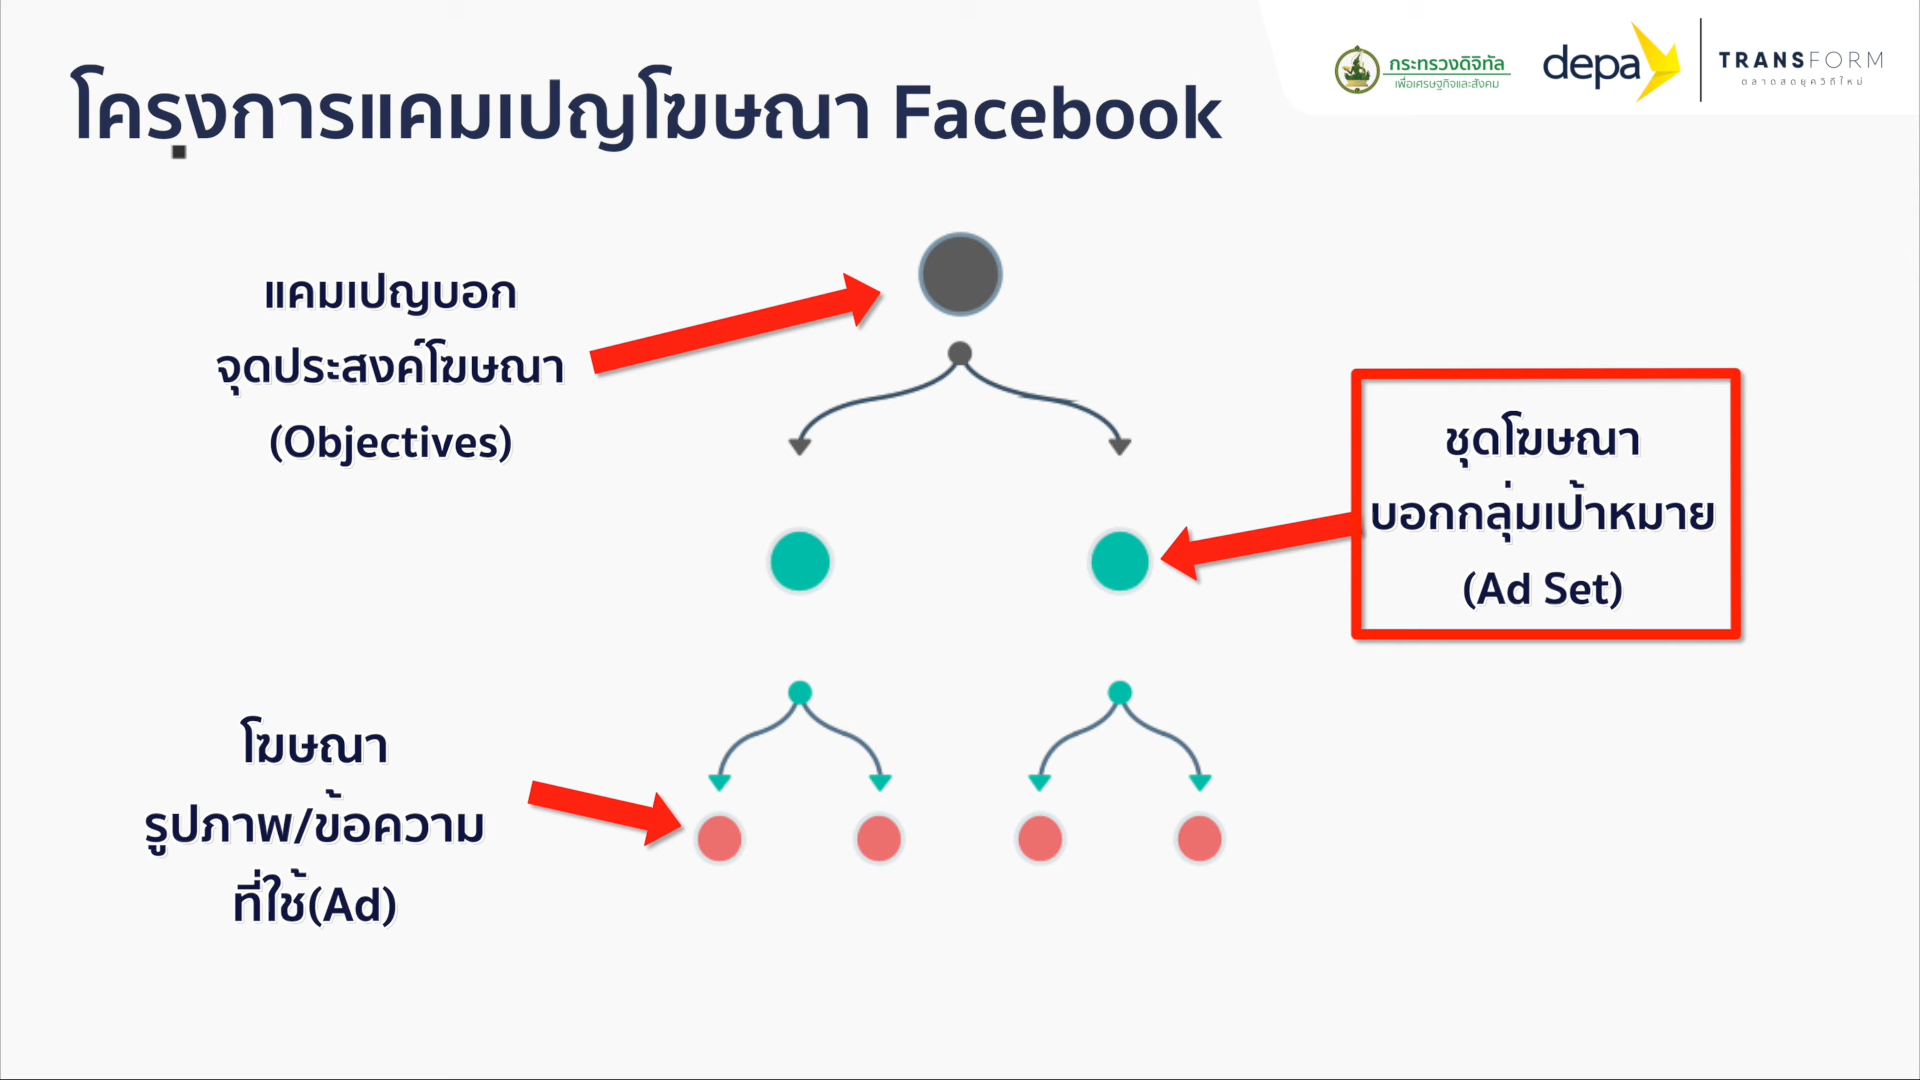 โครงการแคมเปญโฆษณา Facebook
กระทรวงดิจิทัล
เพื่อเศรษฐกิจและสังคม
depa
TRANSFORM
ตลาดสดยุควิถีใหม่
แคมเปญบอก
จุดประสงค์โฆษณา
(Objectives)
ชุดโฆษณา
บอกกลุ่มเป้าหมาย
(Ad Set)
โฆษณา
รูปภาพ/ข้อความ
ที่ใช้(Ad)